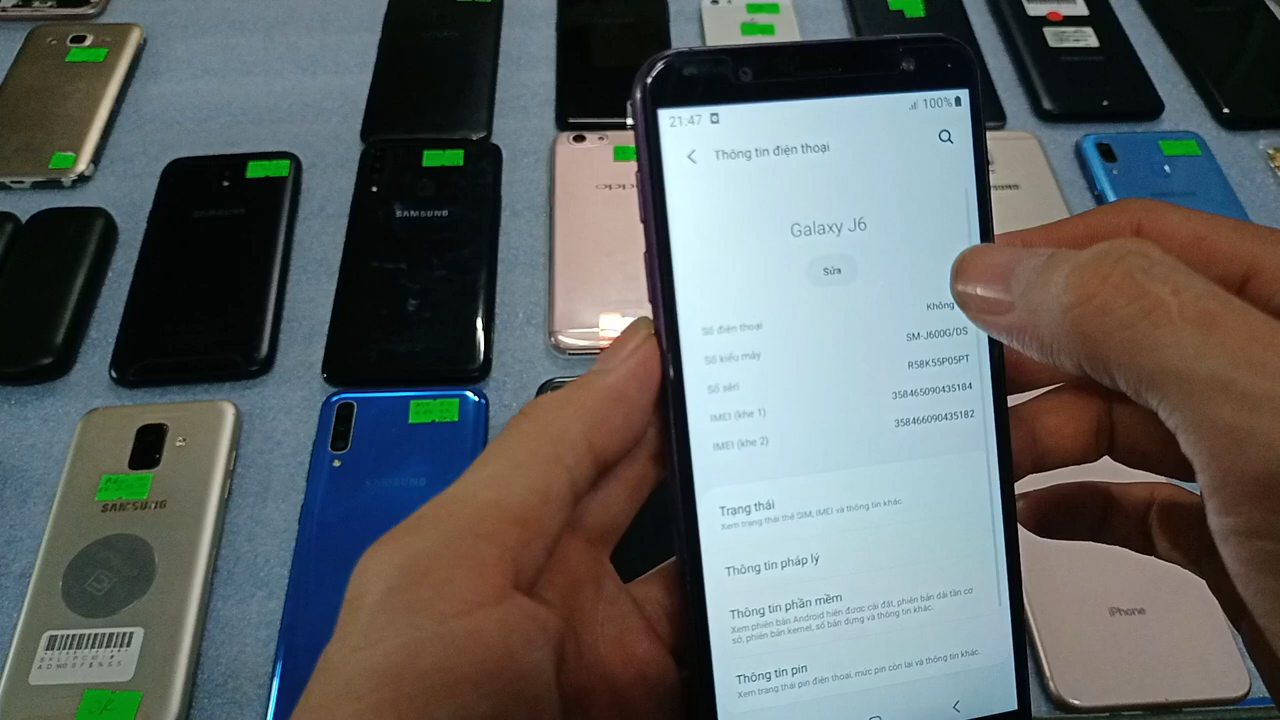 21:47
100%
Thông tin điện thoại
Galaxy J6
Sửa
Số điện thoại
Không
Số kiểu máy
SM-J600G/DS
Số sêri
R58K55P05PT
IMEI (khe 1)
358465090435184
IMEI (khe 2)
358466090435182
Trạng thái
Xem trạng thái thẻ SIM, IMEI và thông tin khác.
Thông tin pháp lý
Thông tin phần mềm
Xem phiên bản Android hiện được cài đặt, phiên bản dải tần cơ
sở, phiên bản kernel, số bản dựng và thông tin khác.
Thông tin pin
Xem trạng thái pin điện thoại, mức pin còn lại và thông tin khác.
SAMSUNG
oppo
SAMSUNG
SAMSUNG
iPhone
OK